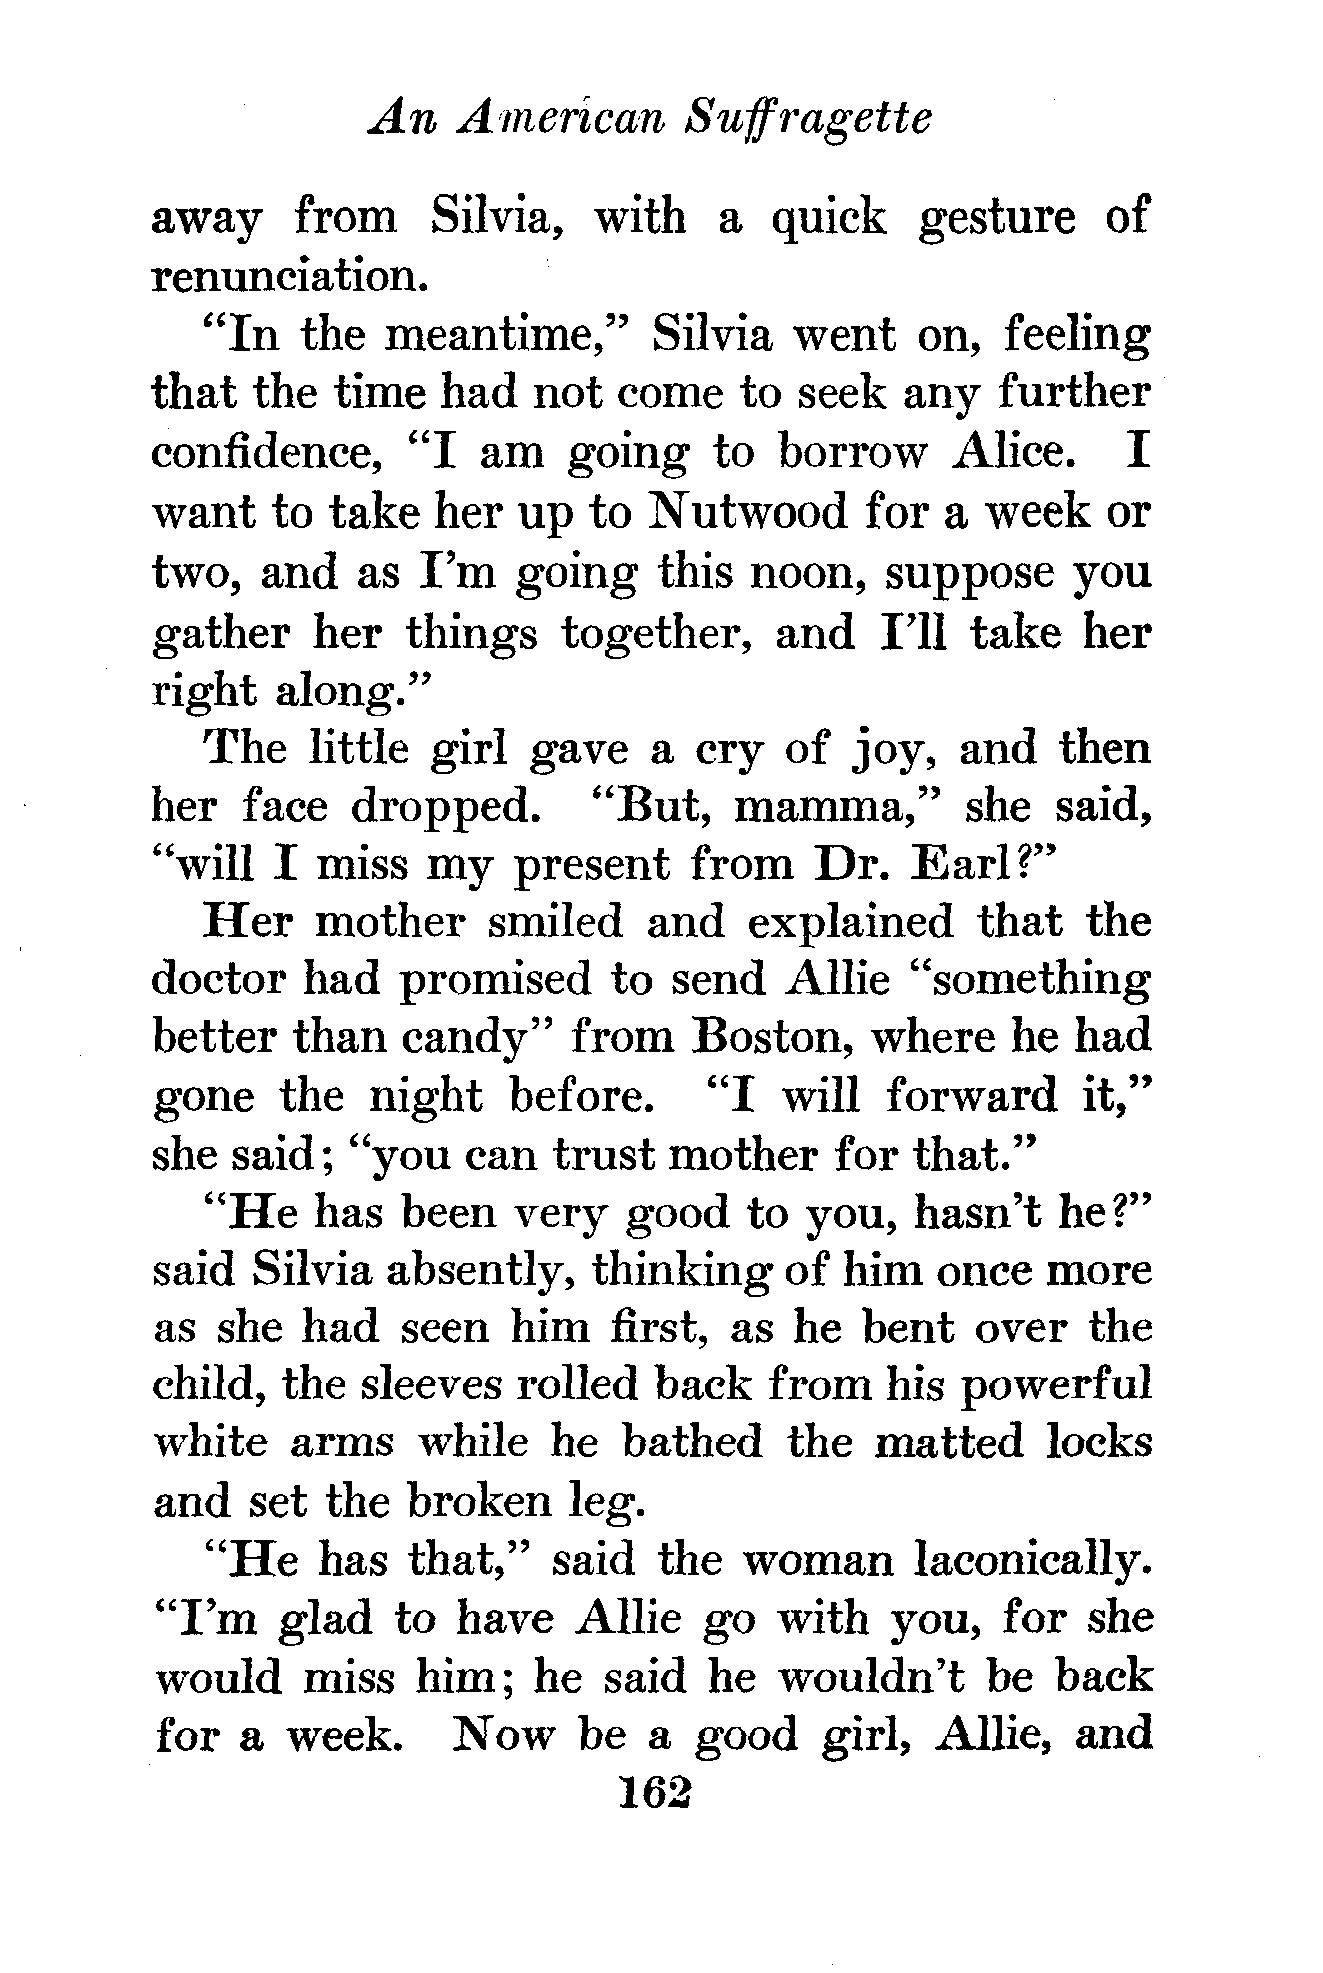 An American Suffragette
away from Silvia, with a quick gesture of
renunciation.
“In the meantime,” Silvia went on, feeling
that the time had not come to seek any further
confidence, “I am going to borrow Alice. I
want to take her up to Nutwood for a week or
two, and as I’m going this noon, suppose you
gather her things together, and I’ll take her
right along.”
The little girl gave a cry of joy, and then
her face dropped. “But, mamma,” she said,
“will I miss my present from Dr. Earl?”
Her mother smiled and explained that the
doctor had promised to send Allie “something
better than candy” from Boston, where he had
gone the night before. “I will forward it,”
she said; “you can trust mother for that.”
“He has been very good to you, hasn’t he?”
said Silvia absently, thinking of him once more
as she had seen him first, as he bent over the
child, the sleeves rolled back from his powerful
white arms while he bathed the matted locks
and set the broken leg.
“He has that,” said the woman laconically.
“I’m glad to have Allie go with you, for she
would miss him; he said he wouldn’t be back
for a week. Now be a good girl, Allie, and
162